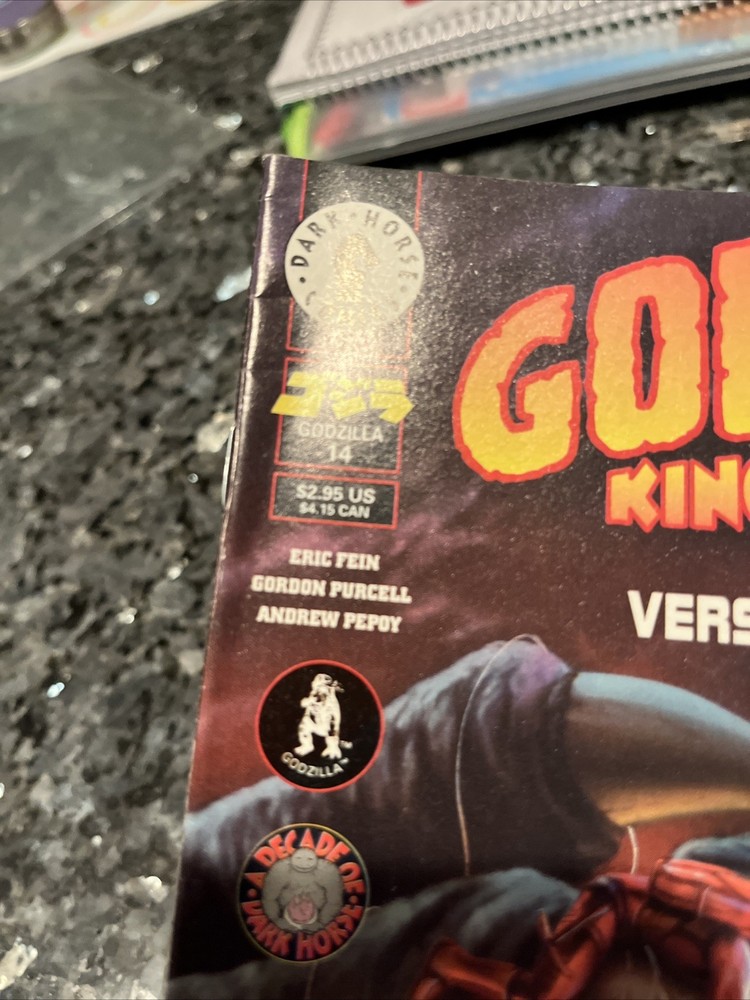 DARK HORSE
ゴジラ
GODZILLA
14
$2.95 US
$4.15 CAN
ERIC FEIN
GORDON PURCELL
ANDREW PEPOY
GODZILLA™
A DECADE OF
DARK HORSE
GOD
KING
VERS